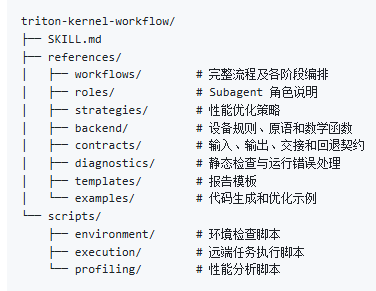 triton-kernel-workflow/
├── SKILL.md
├── references/
│   ├── workflows/        # 完整流程及各阶段编排
│   ├── roles/            # Subagent 角色说明
│   ├── strategies/       # 性能优化策略
│   ├── backend/          # 设备规则、原语和数学函数
│   ├── contracts/        # 输入、输出、交接和回退契约
│   ├── diagnostics/      # 静态检查与运行错误处理
│   ├── templates/        # 报告模板
│   └── examples/         # 代码生成和优化示例
└── scripts/
    ├── environment/      # 环境检查脚本
    ├── execution/        # 远端任务执行脚本
    └── profiling/        # 性能分析脚本